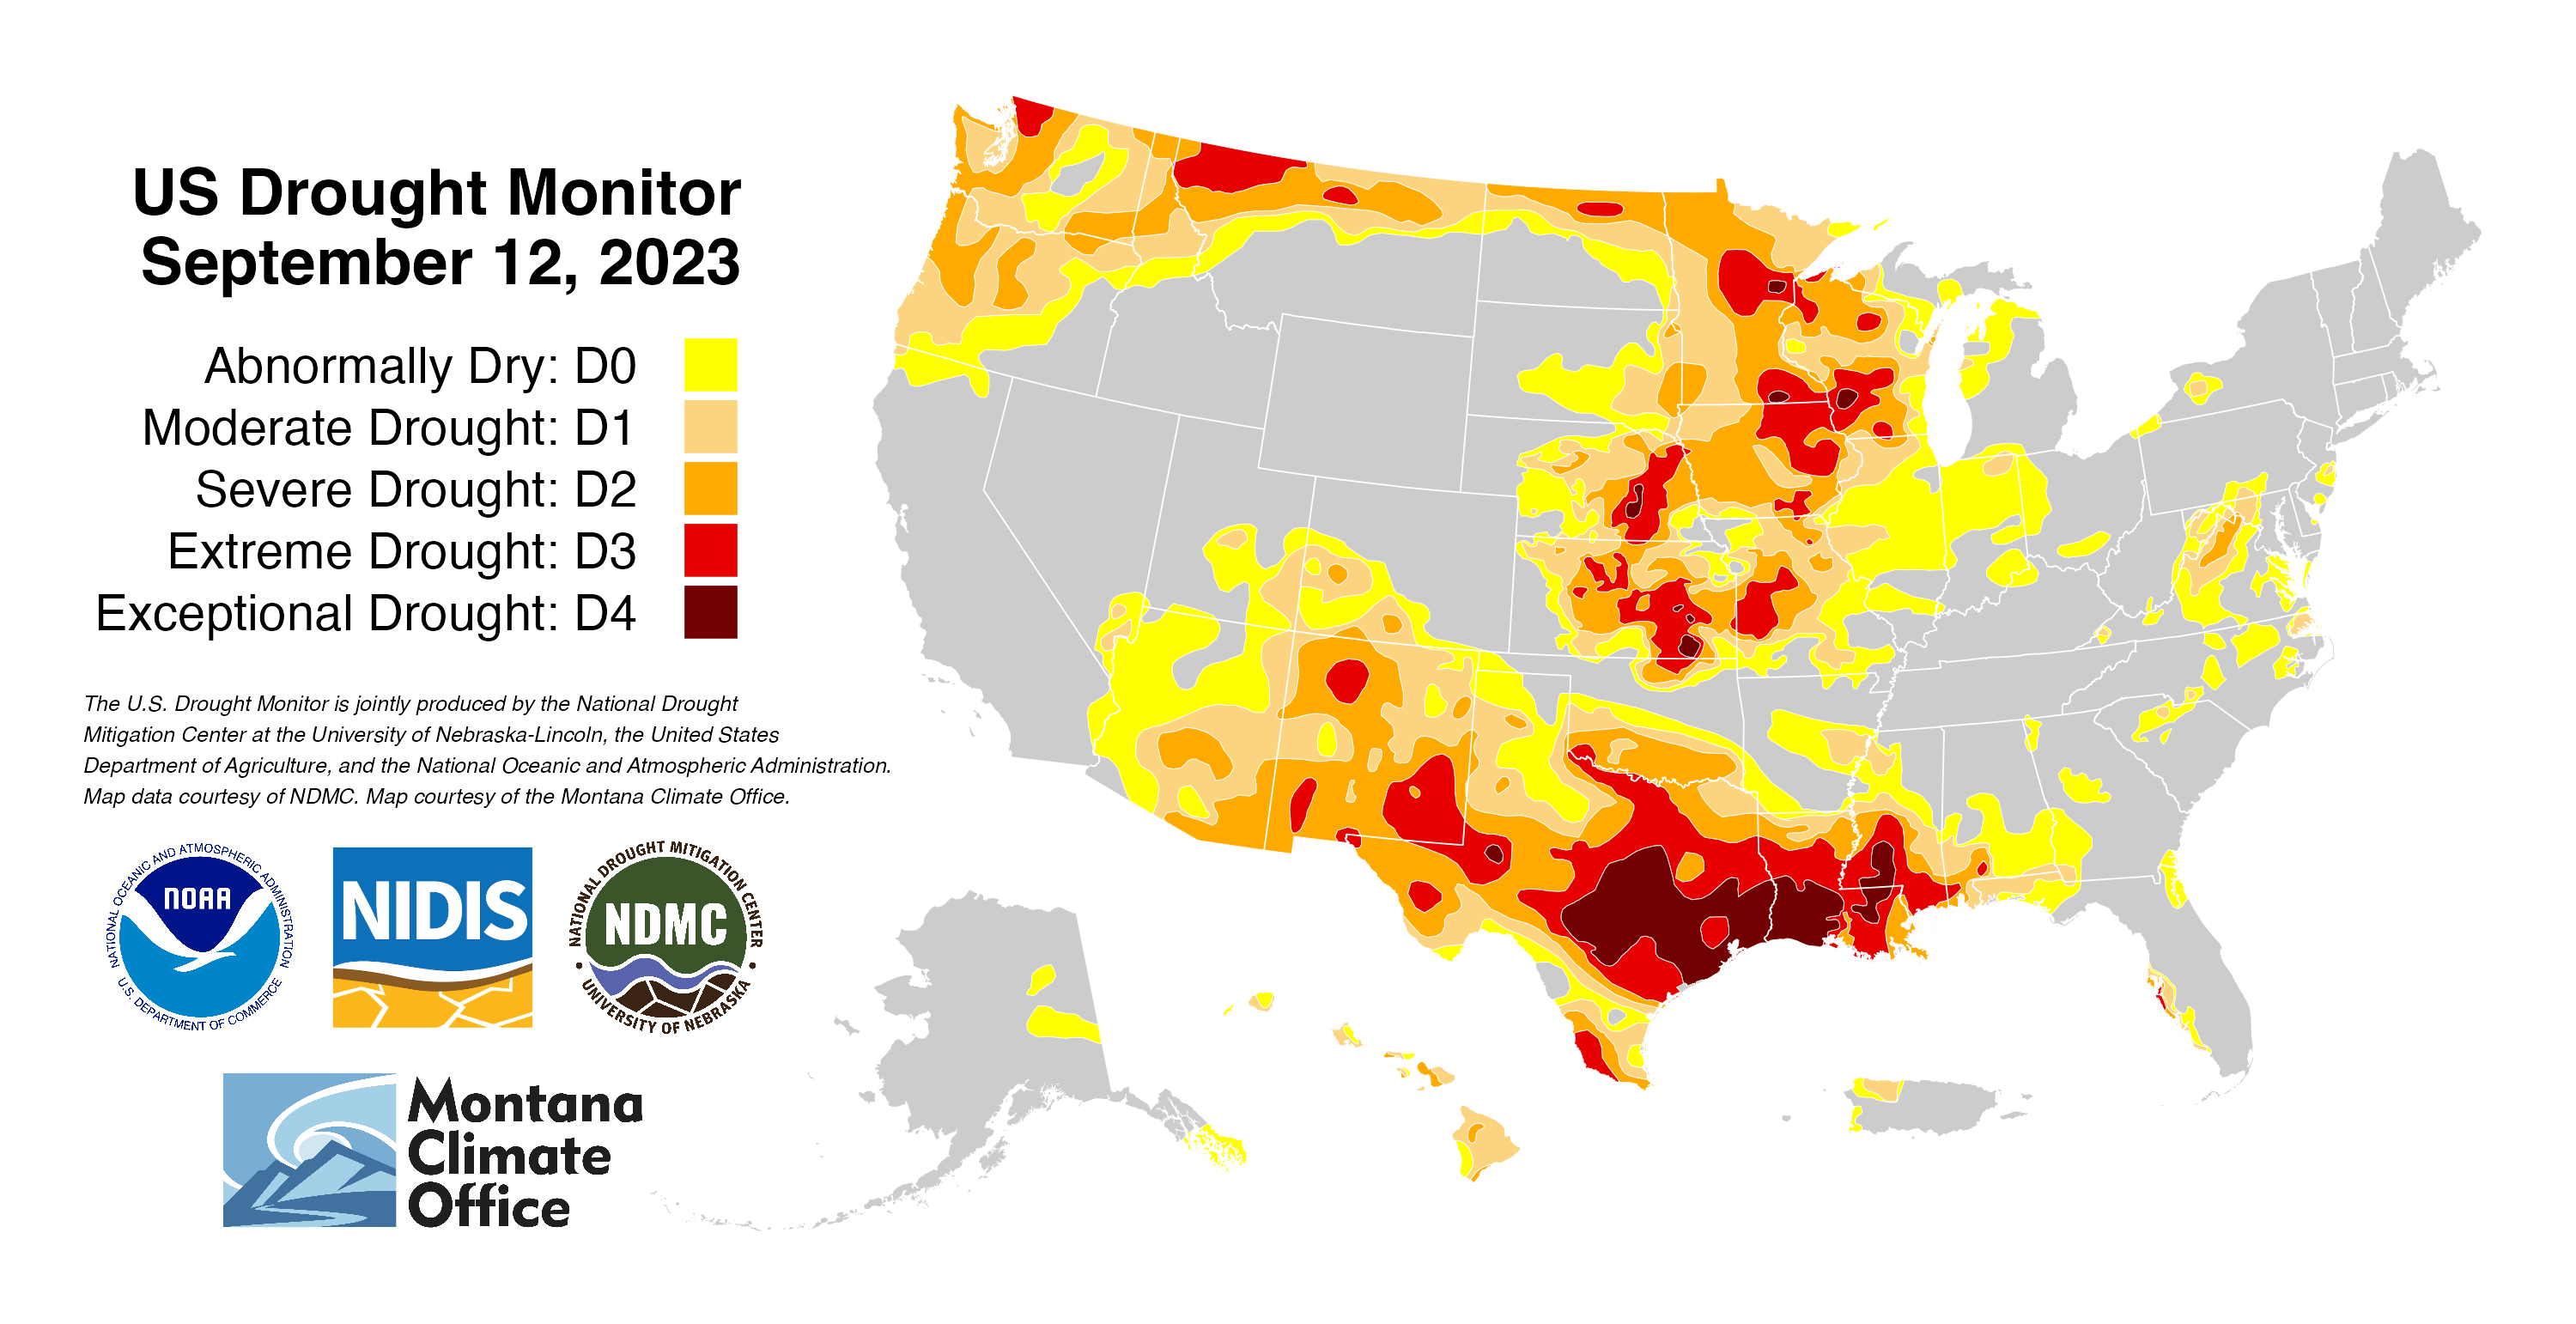 US Drought Monitor
September 12, 2023
Abnormally Dry: D0
Moderate Drought: D1
Severe Drought: D2
Extreme Drought: D3
Exceptional Drought: D4
The U.S. Drought Monitor is jointly produced by the National Drought
Mitigation Center at the University of Nebraska-Lincoln, the United States
Department of Agriculture, and the National Oceanic and Atmospheric Administration.
Map data courtesy of NDMC. Map courtesy of the Montana Climate Office.
NATIONAL OCEANIC AND ATMOSPHERIC ADMINISTRATION
NOAA
U.S. DEPARTMENT OF COMMERCE
NIDIS
NATIONAL DROUGHT MITIGATION CENTER
NDMC
UNIVERSITY OF NEBRASKA
Montana
Climate
Office